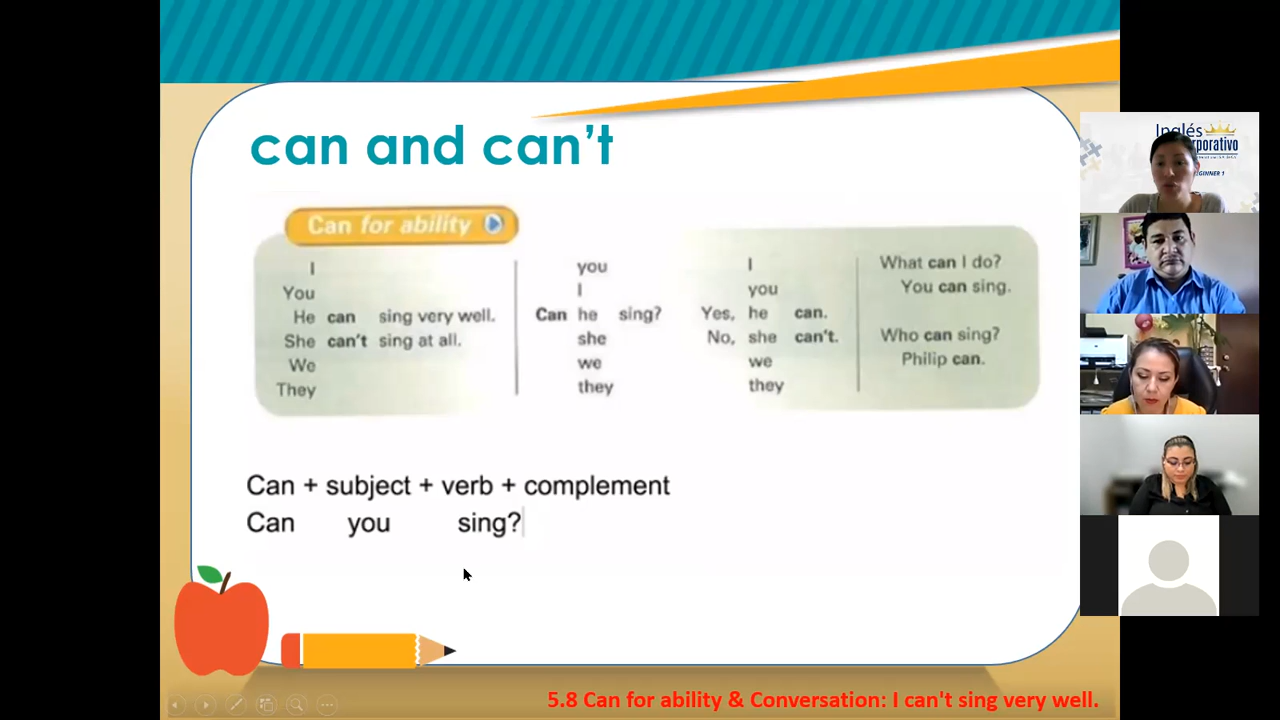 can and can't
Can for ability
I
You
He can sing very well.
She can't sing at all.
We
They
you
I
Can he sing?
she
we
they
I
you
Yes, he can.
No, she can't.
we
they
What can I do?
You can sing.
Who can sing?
Philip can.
Can + subject + verb + complement
Can you sing?
5.8 Can for ability & Conversation: I can't sing very well.
Inglés
porativo